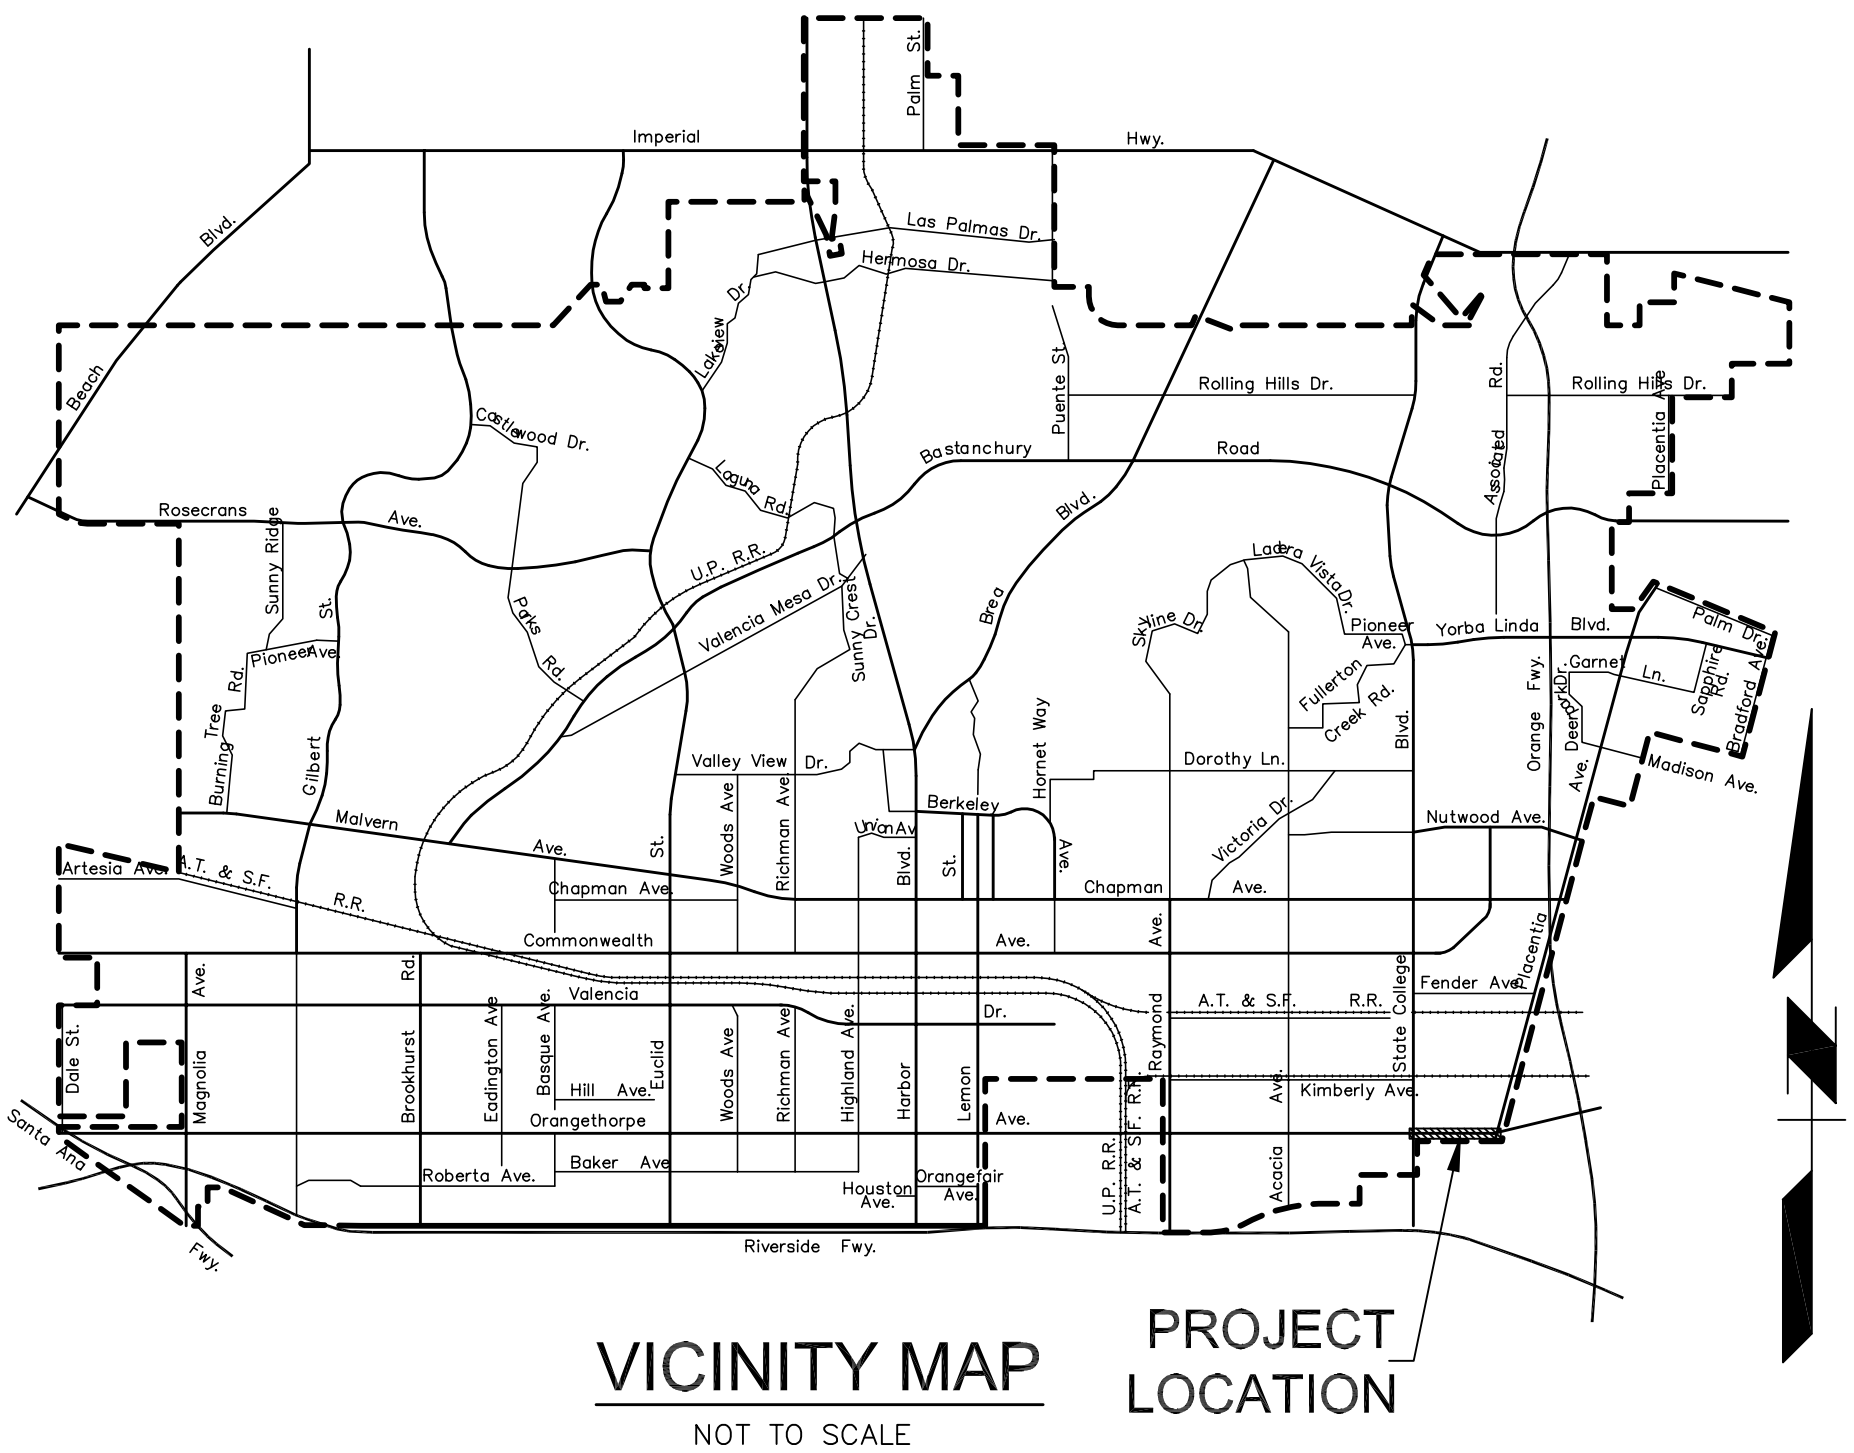 Palm St.
Imperial
Hwy.
Blvd.
Las Palmas Dr.
Hermosa Dr.
Lakeview
Dr.
Beach
Puente St.
Rolling Hills Dr.
Associated Rd.
Rolling Hills Dr.
Placentia Ave
Castlewood Dr.
Bastanchury
Road
Laguna Rd.
Blvd.
Rosecrans
Ave.
Sunny Ridge
U.P. R.R.
Ladera Vista Dr.
Valencia Mesa Dr.
Sunny Crest
Dr.
Brea
Skyline Dr.
Parks
Rd.
St.
Pioneer Ave.
Pioneer
Ave.
Yorba Linda
Blvd.
Palm Dr.
Garnet
Ln.
Sapphire
Rd.
Bradford Ave.
Fullerton
Creek Rd.
Burning Tree Rd.
Gilbert
Hornet Way
Blvd.
Orange Fwy.
Deerpark Dr.
Madison Ave.
Ave.
Valley View Dr.
Dorothy Ln.
Berkeley
Ave.
Victoria Dr.
Nutwood Ave.
Malvern
Ave.
Union Av
Woods Ave
Richman Ave.
St.
Blvd.
St.
Artesia Ave.
A.T. & S.F.
R.R.
Chapman Ave.
Chapman
Ave.
Commonwealth
Ave.
Ave.
Placentia
Ave.
Rd.
Fender Ave.
Valencia
Dr.
A.T. & S.F.
R.R.
Dale St.
Magnolia
Brookhurst
Eadington Ave
Basque Ave.
Euclid
Woods Ave
Richman Ave
Highland Ave.
Harbor
Lemon
Raymond
State College
Hill Ave.
Kimberly Ave.
Orangethorpe
Ave.
Santa Ana
Fwy.
Baker Ave
Roberta Ave.
Houston
Ave.
Orangefair
Ave.
U.P. R.R.
A.T. & S.F. R.R.
Acacia
Ave.
Riverside Fwy.
PROJECT
LOCATION
VICINITY MAP
NOT TO SCALE